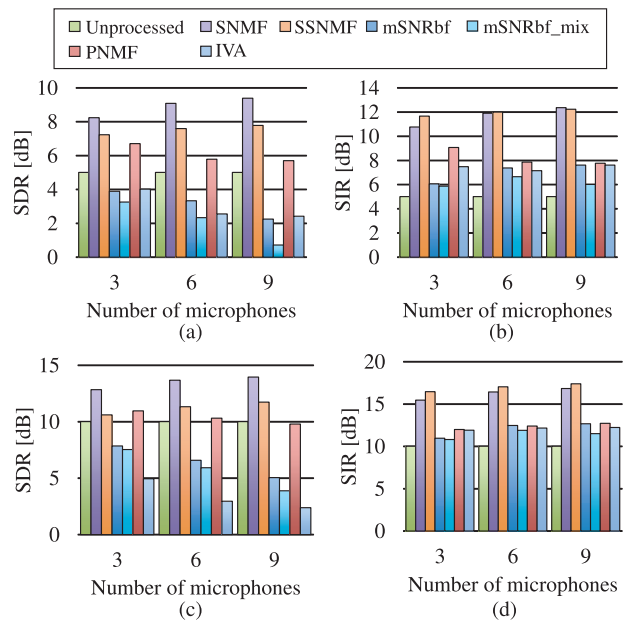 Unprocessed SNMF SSNMF mSNRbf mSNRbf_mix
PNMF IVA
10
8
6
4
2
0
SDR [dB]
3 6 9
Number of microphones
(a)
14
12
10
8
6
4
2
0
SIR [dB]
3 6 9
Number of microphones
(b)
15
10
5
0
SDR [dB]
3 6 9
Number of microphones
(c)
20
15
10
5
0
SIR [dB]
3 6 9
Number of microphones
(d)